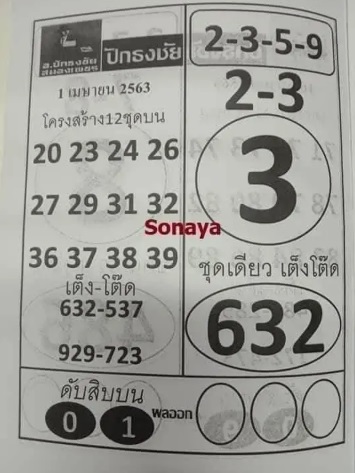 อ.ปักธงชัย
ปักธงชัย
1 เมษายน 2563
โครงสร้าง12ชุดบน
20 23 24 26
27 29 31 32
36 37 38 39
เต็ง-โต๊ด
632-537
929-723
2-3-5-9
2-3
3
Sonaya
ชุดเดียว เต็งโต๊ด
632
ดับสิบบน
0 1
ผลออก